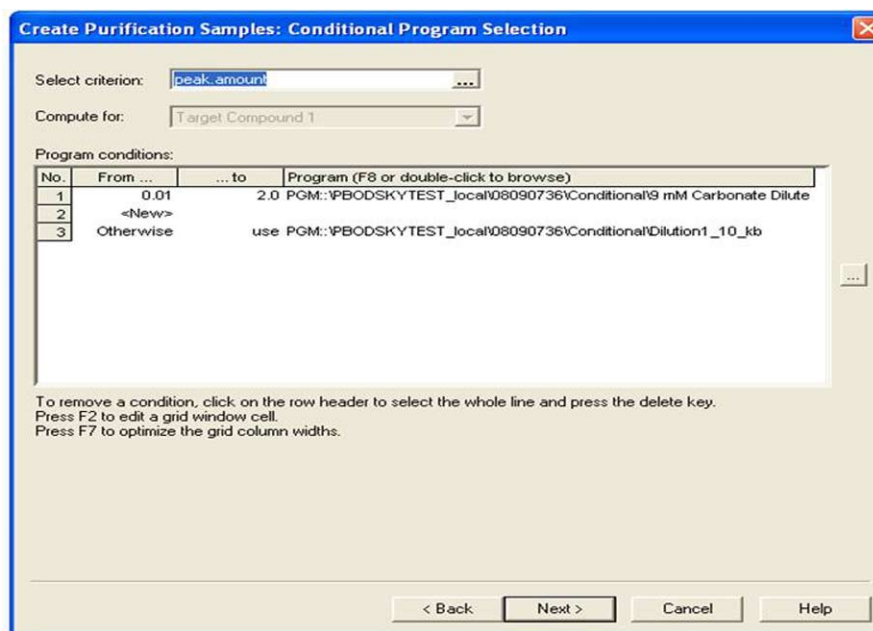 Create Purification Samples: Conditional Program Selection
Select criterion: peak.amount ...
Compute for: Target Compound 1
Program conditions:
No. From ... ... to Program (F8 or double-click to browse)
1 0.01 2.0 PGM::\PBODSKYTEST_local\08090736\Conditional\9 mM Carbonate Dilute
2 <New>
3 Otherwise use PGM::\PBODSKYTEST_local\08090736\Conditional\Dilution1_10_kb
...
To remove a condition, click on the row header to select the whole line and press the delete key.
Press F2 to edit a grid window cell.
Press F7 to optimize the grid column widths.
< Back Next > Cancel Help